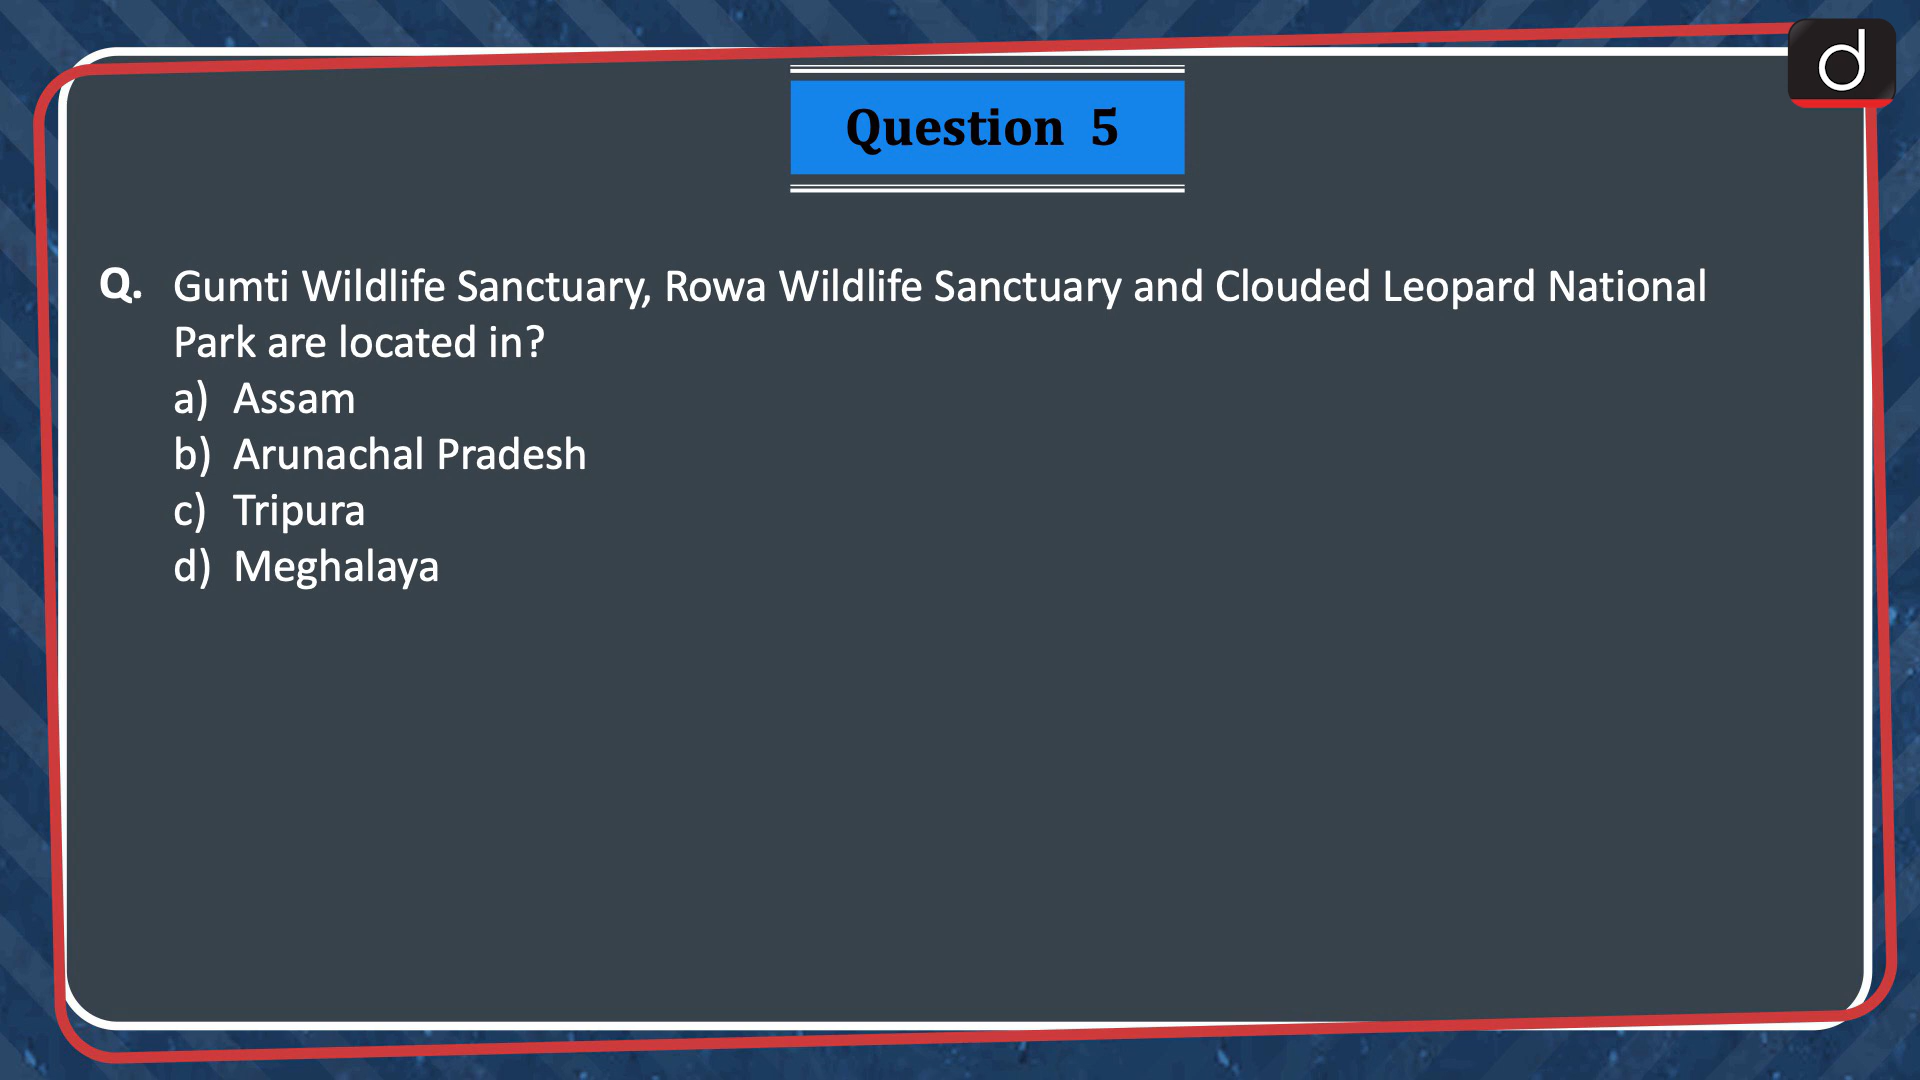 d
Question 5
Q. Gumti Wildlife Sanctuary, Rowa Wildlife Sanctuary and Clouded Leopard National
Park are located in?
a) Assam
b) Arunachal Pradesh
c) Tripura
d) Meghalaya